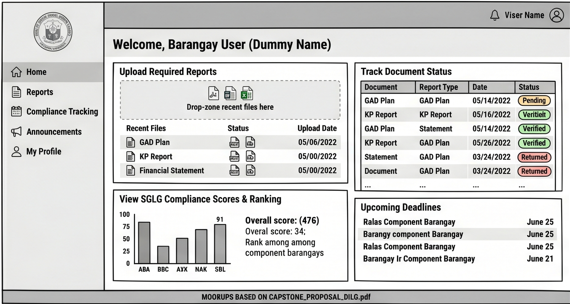 Viser Name
Welcome, Barangay User (Dummy Name)
Home
Reports
Compliance Tracking
Announcements
My Profile
Upload Required Reports
Drop-zone recent files here
Recent Files Status Upload Date
GAD Plan 05/06/2022
KP Report 05/00/2022
Financial Statement 05/00/2022
View SGLG Compliance Scores & Ranking
100
75
50
25
0
91
ABA BBC AXX NAK SBL
Overall score: (476)
Overal score: 34;
Rank among among
component barangays
Track Document Status
Document Report Type Date Status
GAD Plan GAD Plan 05/14/2022 Pending
KP Report KP Report 05/16/2022 Veritielt
GAD Plan Statement 05/14/2022 Verified
KP Report GAD Plan 05/26/2022 Verified
Statement GAD Plan 03/24/2022 Returned
Document GAD Plan 03/24/2022 Returned
... ... ... ...
Upcoming Deadlines
Ralas Component Barangay June 25
Barangy component Barangay June 25
Ralas Component Barangay June 25
Barangay Ir Component Barangay June 21
MOORUPS BASED ON CAPSTONE_PROPOSAL_DILG.pdf